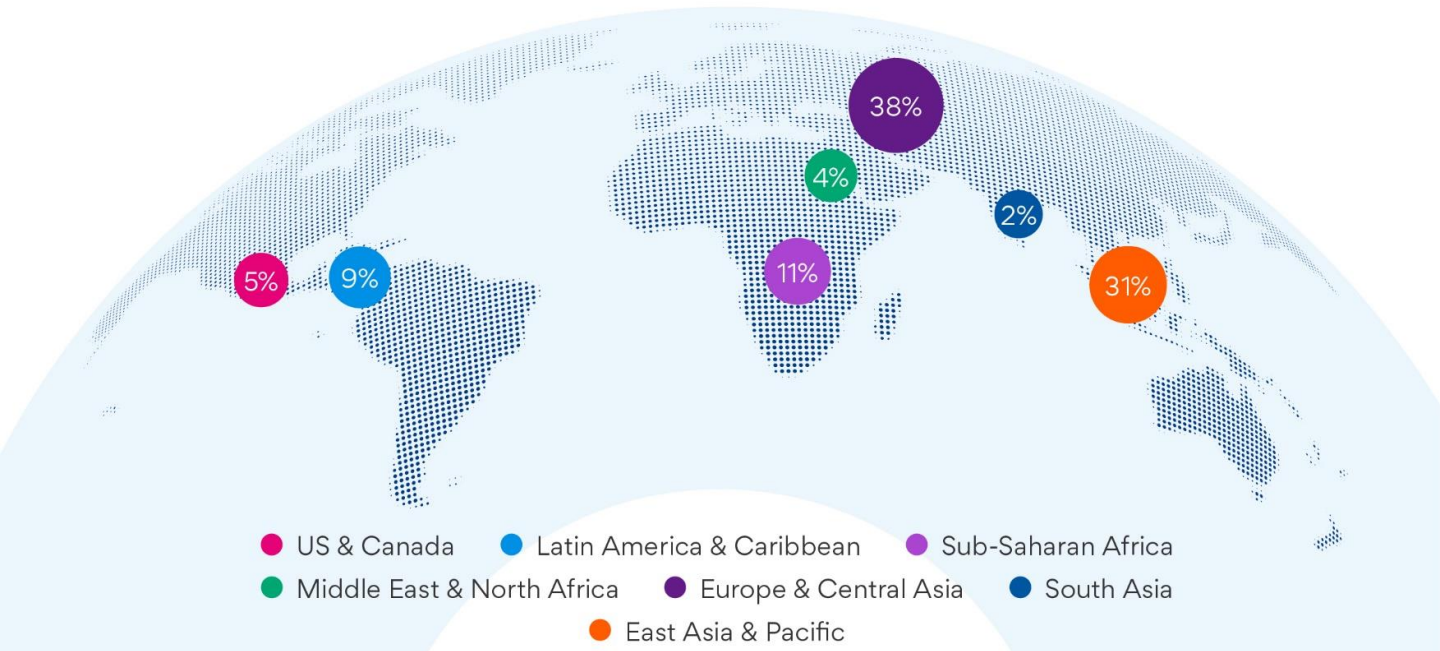 38%
4%
2%
5%
9%
11%
31%
US & Canada
Latin America & Caribbean
Sub-Saharan Africa
Middle East & North Africa
Europe & Central Asia
South Asia
East Asia & Pacific